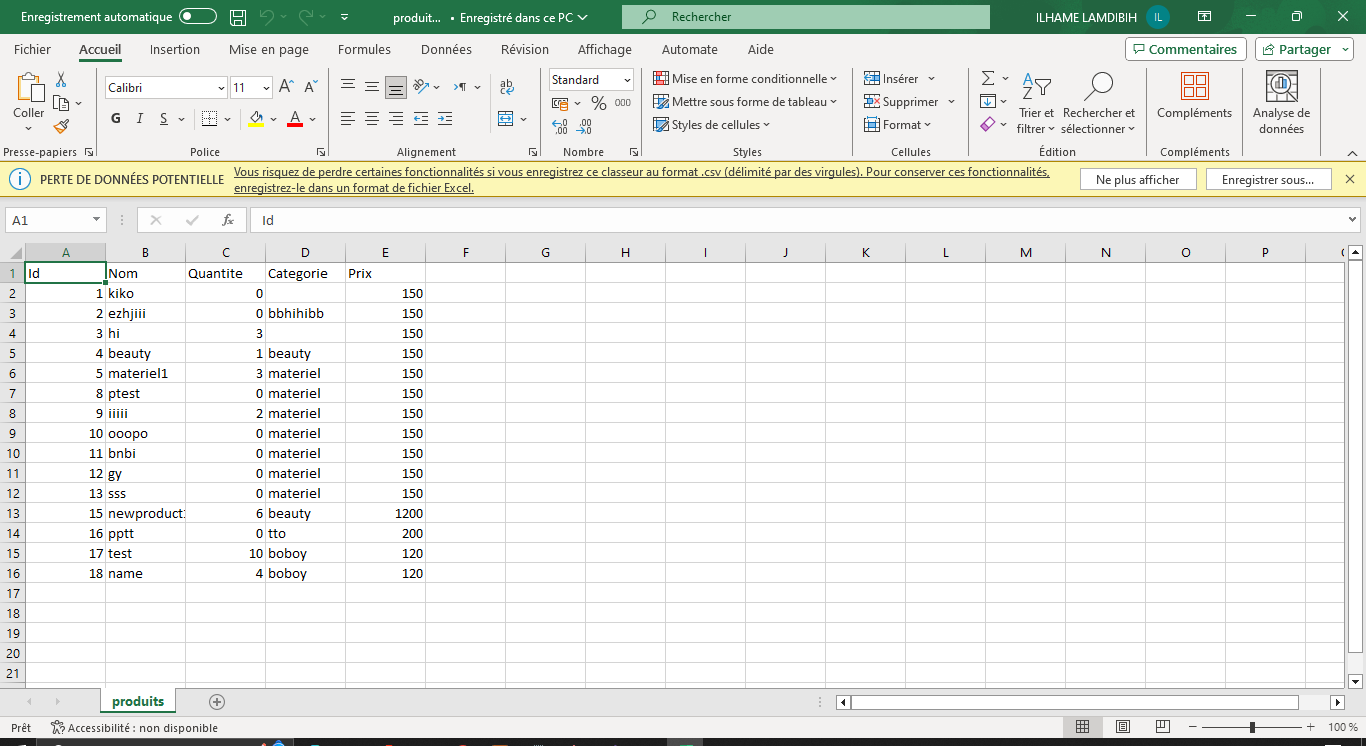 Enregistrement automatique produit... • Enregistré dans ce PC Rechercher ILHAME LAMDIBIH IL
Fichier Accueil Insertion Mise en page Formules Données Révision Affichage Automate Aide Commentaires Partager
Coller
Calibri 11
G I S
A A
ab
Standard
% 000
Mise en forme conditionnelle
Mettre sous forme de tableau
Styles de cellules
Insérer
Supprimer
Format
Trier et filtrer
Rechercher et sélectionner
Compléments
Analyse de données
Presse-papiers Police Alignement Nombre Styles Cellules Édition Compléments
PERTE DE DONNÉES POTENTIELLE Vous risquez de perdre certaines fonctionnalités si vous enregistrez ce classeur au format .csv (délimité par des virgules). Pour conserver ces fonctionnalités,
enregistrez-le dans un format de fichier Excel. Ne plus afficher Enregistrer sous...
A1 fx Id
A B C D E F G H I J K L M N O P
1 Id Nom Quantite Categorie Prix
2 1 kiko 0 150
3 2 ezhjiii 0 bbhihibb 150
4 3 hi 3 150
5 4 beauty 1 beauty 150
6 5 materiel1 3 materiel 150
7 8 ptest 0 materiel 150
8 9 iiiii 2 materiel 150
9 10 ooopo 0 materiel 150
10 11 bnbi 0 materiel 150
11 12 gy 0 materiel 150
12 13 sss 0 materiel 150
13 15 newproduct 6 beauty 1200
14 16 pptt 0 tto 200
15 17 test 10 boboy 120
16 18 name 4 boboy 120
17
18
19
20
21
produits
Prêt Accessibilité : non disponible 100 %